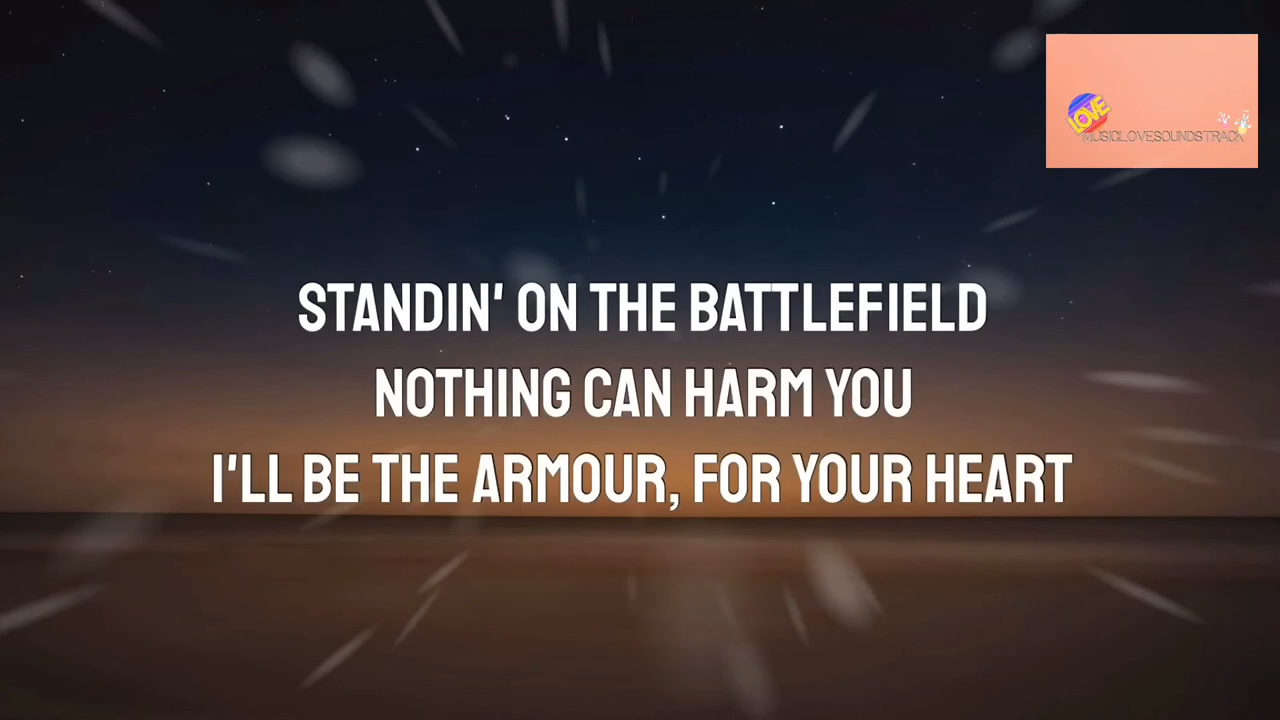 LOVE
MUSICLOVESOUNDSTRACK
STANDIN' ON THE BATTLEFIELD
NOTHING CAN HARM YOU
I'LL BE THE ARMOUR, FOR YOUR HEART